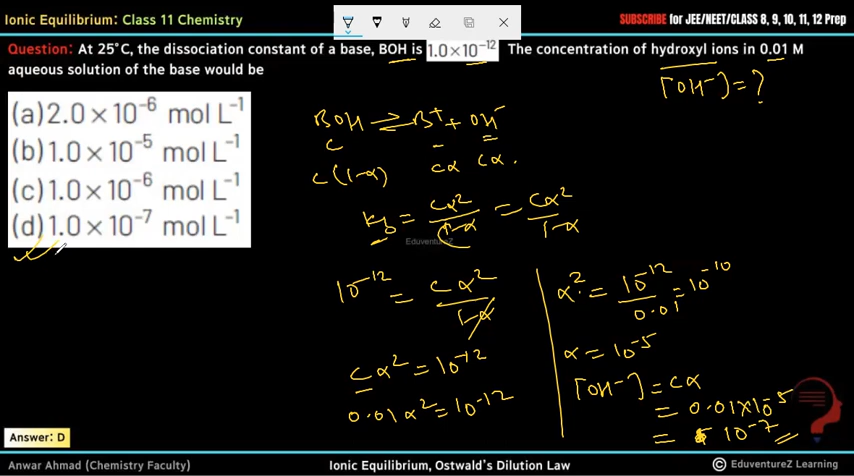 Ionic Equilibrium: Class 11 Chemistry
SUBSCRIBE for JEE/NEET/CLASS 8, 9, 10, 11, 12 Prep
Question: At 25°C, the dissociation constant of a base, BOH is 1.0×10⁻¹² The concentration of hydroxyl ions in 0.01 M
aqueous solution of the base would be
[OH⁻] = ?
(a) 2.0 × 10⁻⁶ mol L⁻¹
(b) 1.0 × 10⁻⁵ mol L⁻¹
(c) 1.0 × 10⁻⁶ mol L⁻¹
(d) 1.0 × 10⁻⁷ mol L⁻¹
BOH ⇌ B⁺ + OH⁻
C
C(1-α) Cα Cα.
k_b = Cα²/(1-α) = Cα²/(1-α)
EduventureZ
10⁻¹² = Cα²/(1-α)
Cα² = 10⁻¹²
0.01 α² = 10⁻¹²
α² = 10⁻¹²/0.01 = 10⁻¹⁰
α = 10⁻⁵
[OH⁻] = Cα
= 0.01 × 10⁻⁵
= 10⁻⁷
Answer: D
Anwar Ahmad (Chemistry Faculty)
Ionic Equilibrium, Ostwald's Dilution Law
© EduventureZ Learning